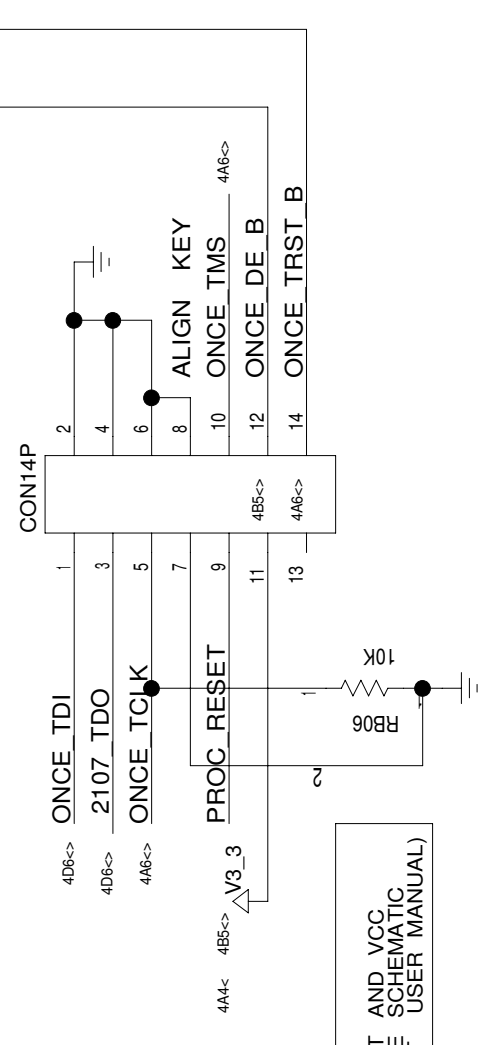 CON14P
2
4
6
8
10
12
14
ALIGN KEY
ONCE_TMS
4A6<>
ONCE_DE_B
ONCE_TRST_B
4B5<>
4A6<>
1
3
5
7
9
11
13
4D6<>
ONCE_TDI
4D6<>
2107_TDO
4A6<>
ONCE_TCLK
PROC_RESET
4A4<
4B5<>
V3_3
1
10K
RB06
2
AND VCC
SCHEMATIC
USER MANUAL)